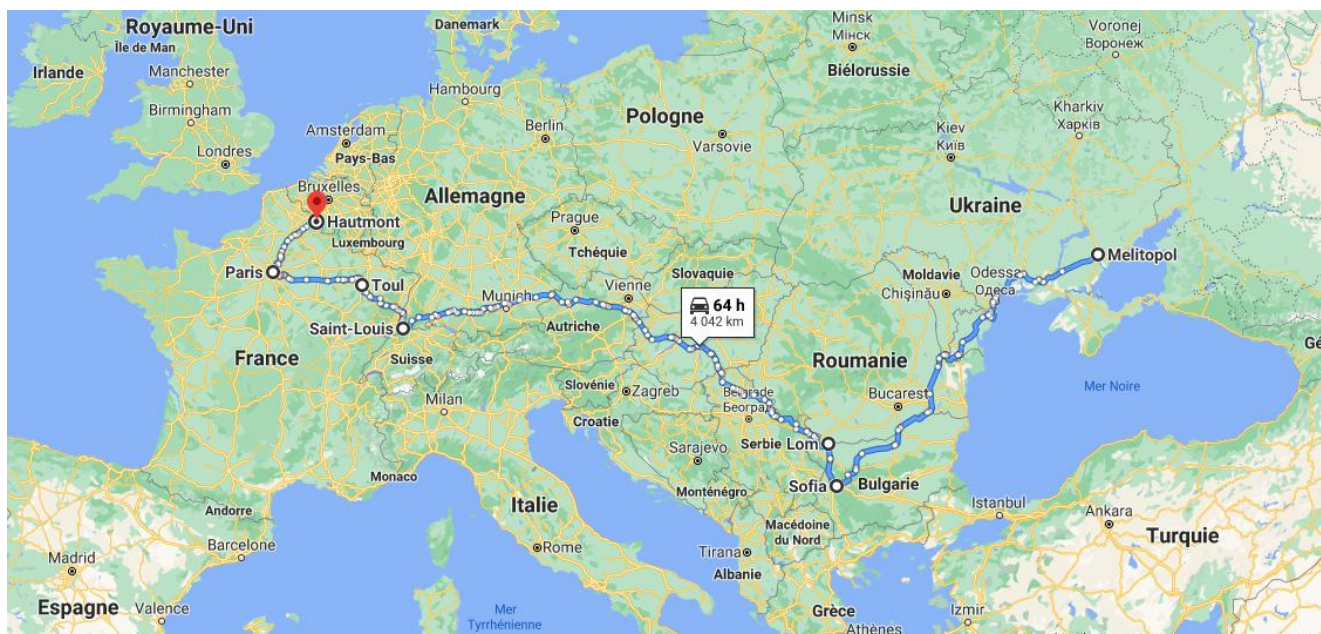 Royaume-Uni
Île de Man
Irlande
Manchester
Birmingham
Londres
Danemark
Hambourg
Amsterdam
Pays-Bas
Berlin
Bruxelles
ALLEMAGNE
Hautmont
Luxembourg
Paris
Toul
Saint-Louis
France
Suisse
Munich
Prague
Tchéquie
Pologne
Varsovie
Minsk
Мінск
Biélorussie
Voronej
Воронеж
Kharkiv
Харків
Kiev
Київ
Ukraine
Slovaquie
Vienne
Autriche
64 h
4 042 km
Moldavie
Chișinău
Odessa
Одеса
Melitopol
Roumanie
Bucarest
Slovénie
Zagreb
Croatie
Belgrade
Београд
Milan
Monaco
Sarajevo
Serbie
Lom
Sofia
Bulgarie
Monténégro
Macédoine
du Nord
Mer Noire
Gé
Andorre
Barcelone
Madrid
Espagne
Valence
Italie
Rome
Mer
Tyrrhénienne
Tirana
Albanie
Grèce
Athènes
Istanbul
Izmir
Ankara
Turquie